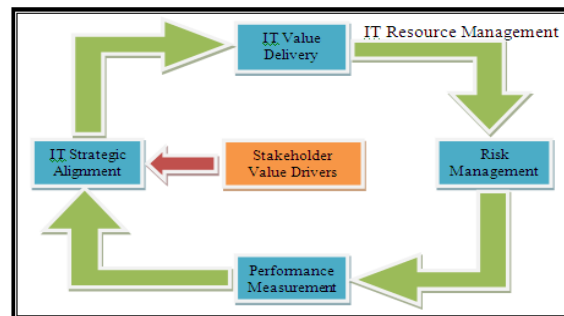 IT Value
Delivery
IT Resource Management
IT Strategic
Alignment
Stakeholder
Value Drivers
Risk
Management
Performance
Measurement